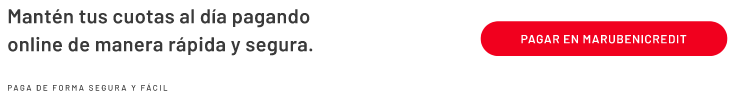 Mantén tus cuotas al día pagando
online de manera rápida y segura.
PAGAR EN MARUBENICREDIT
PAGA DE FORMA SEGURA Y FÁCIL